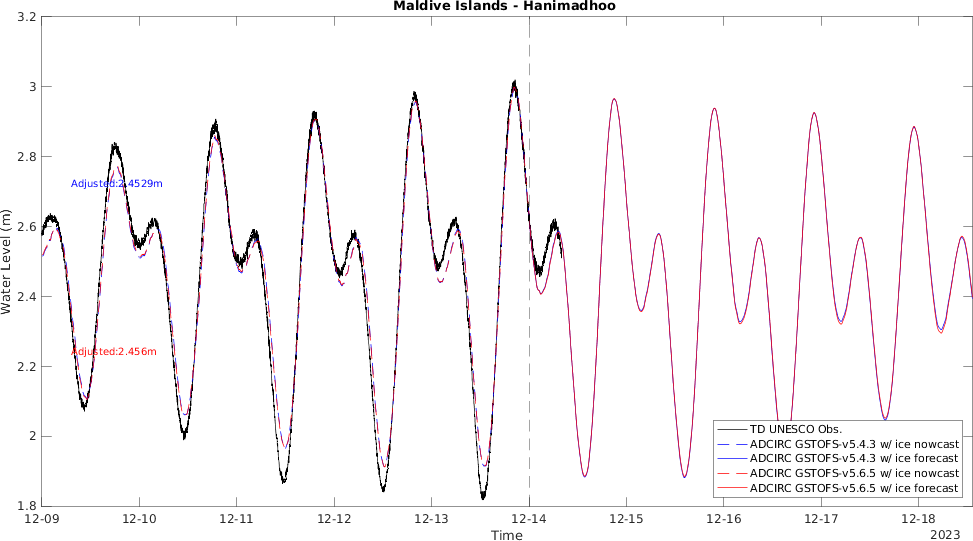 Maldive Islands - Hanimadhoo
3.2
3
2.8
2.6
2.4
2.2
2
1.8
Water Level (m)
Adjusted:2.4529m
Adjusted:2.456m
TD UNESCO Obs.
ADCIRC GSTOFS-v5.4.3 w/ ice nowcast
ADCIRC GSTOFS-v5.4.3 w/ ice forecast
ADCIRC GSTOFS-v5.6.5 w/ ice nowcast
ADCIRC GSTOFS-v5.6.5 w/ ice forecast
12-09 12-10 12-11 12-12 12-13 12-14 12-15 12-16 12-17 12-18
Time
2023